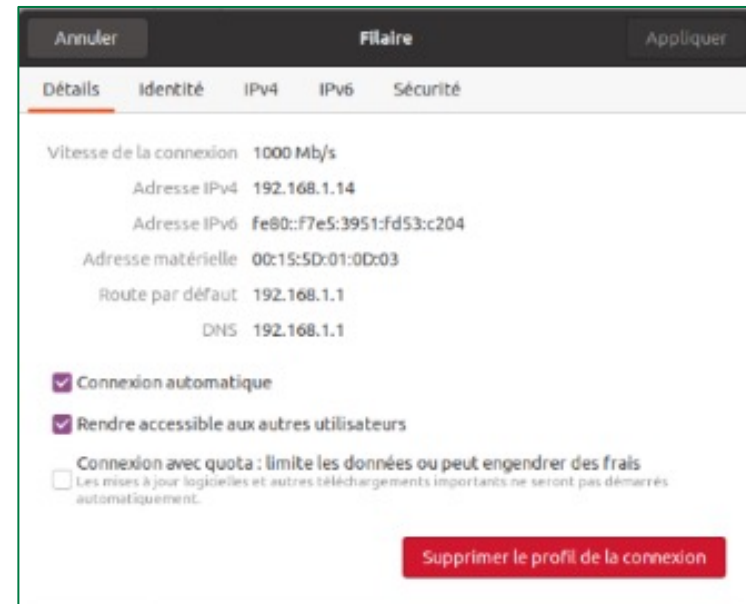 Annuler Filaire Appliquer
Détails Identité IPv4 IPv6 Sécurité
Vitesse de la connexion 1000 Mb/s
Adresse IPv4 192.168.1.14
Adresse IPv6 fe80::f7e5:3951:fd53:c204
Adresse matérielle 00:15:5D:01:0D:03
Route par défaut 192.168.1.1
DNS 192.168.1.1
Connexion automatique
Rendre accessible aux autres utilisateurs
Connexion avec quota : limite les données ou peut engendrer des frais
Les mises à jour logicielles et autres téléchargements importants ne seront pas démarrés
automatiquement.
Supprimer le profil de la connexion